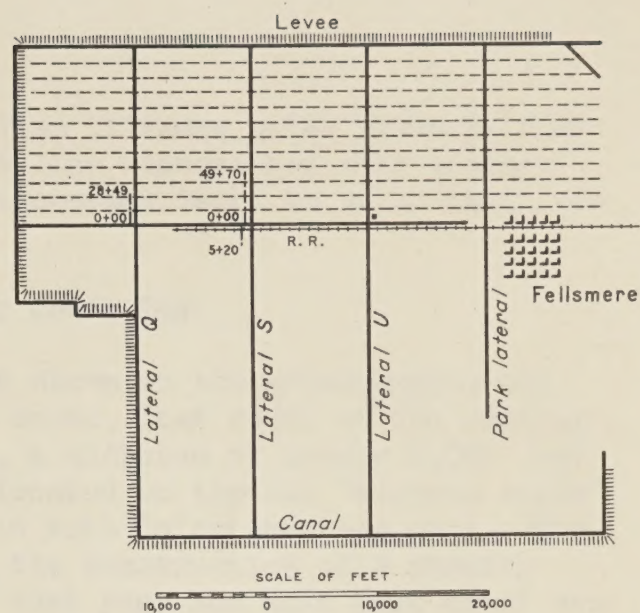 Levee
49+70
28+49
0+00
0+00
5+20
R. R.
Fellsmere
Lateral Q
Lateral S
Lateral U
Park lateral
Canal
SCALE OF FEET
10,000 0 10,000 20,000